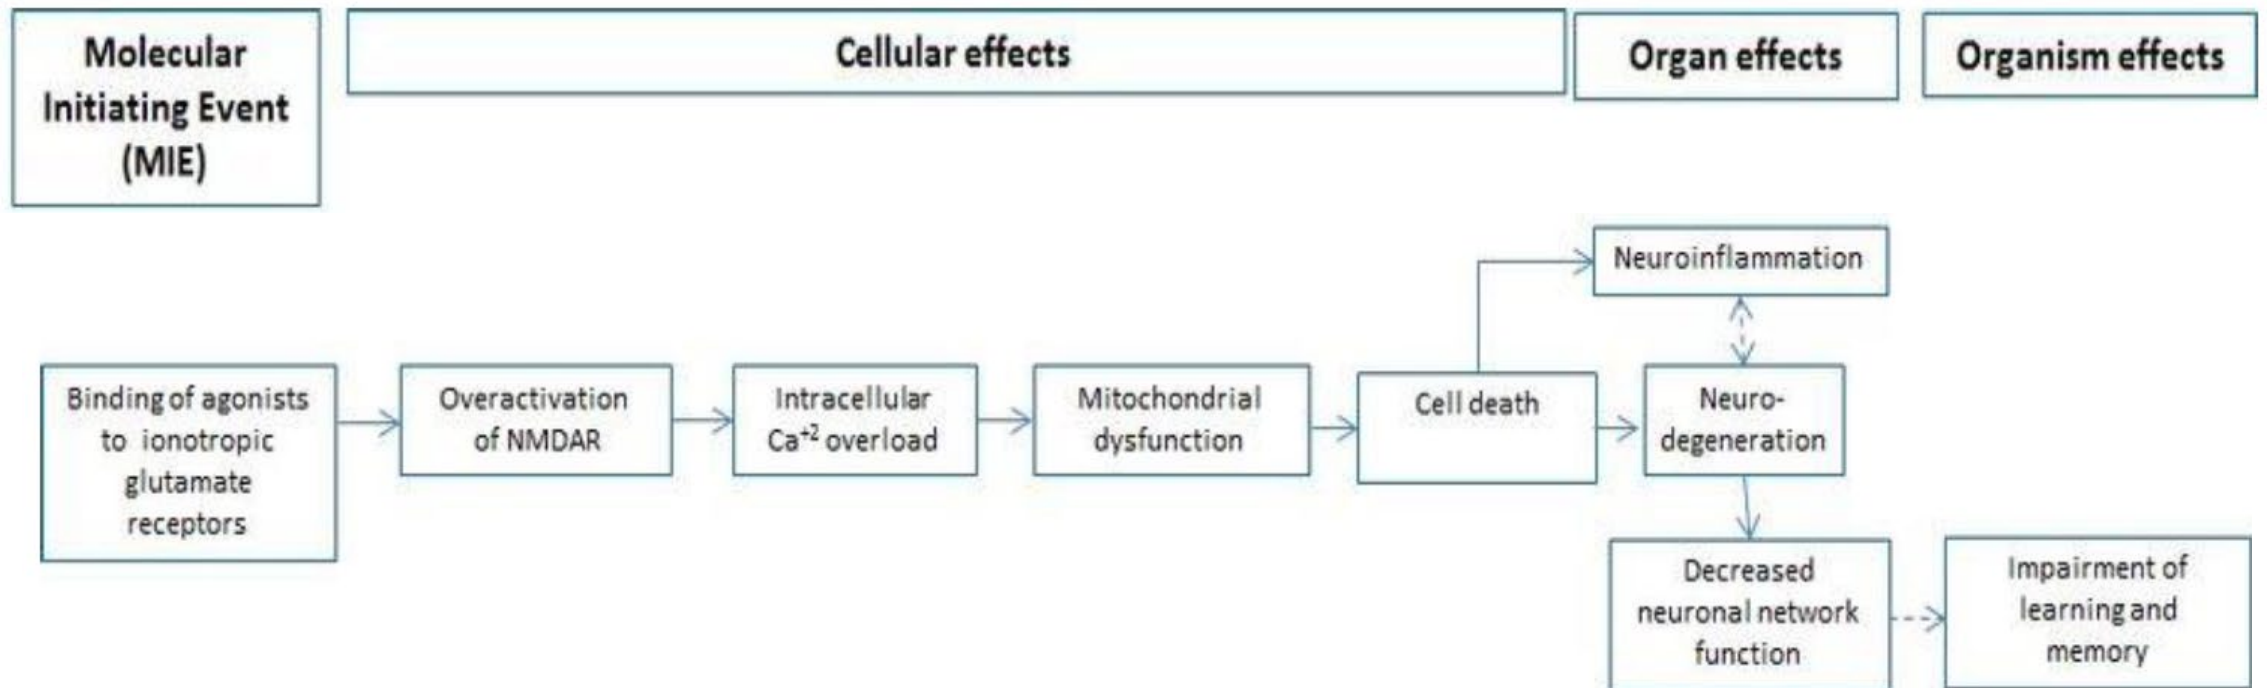 Molecular
Initiating Event
(MIE)
Cellular effects
Organ effects
Organism effects
Neuroinflammation
Binding of agonists
to ionotropic
glutamate
receptors
Overactivation
of NMDAR
Intracellular
Ca⁺² overload
Mitochondrial
dysfunction
Cell death
Neuro-
degeneration
Decreased
neuronal network
function
Impairment of
learning and
memory